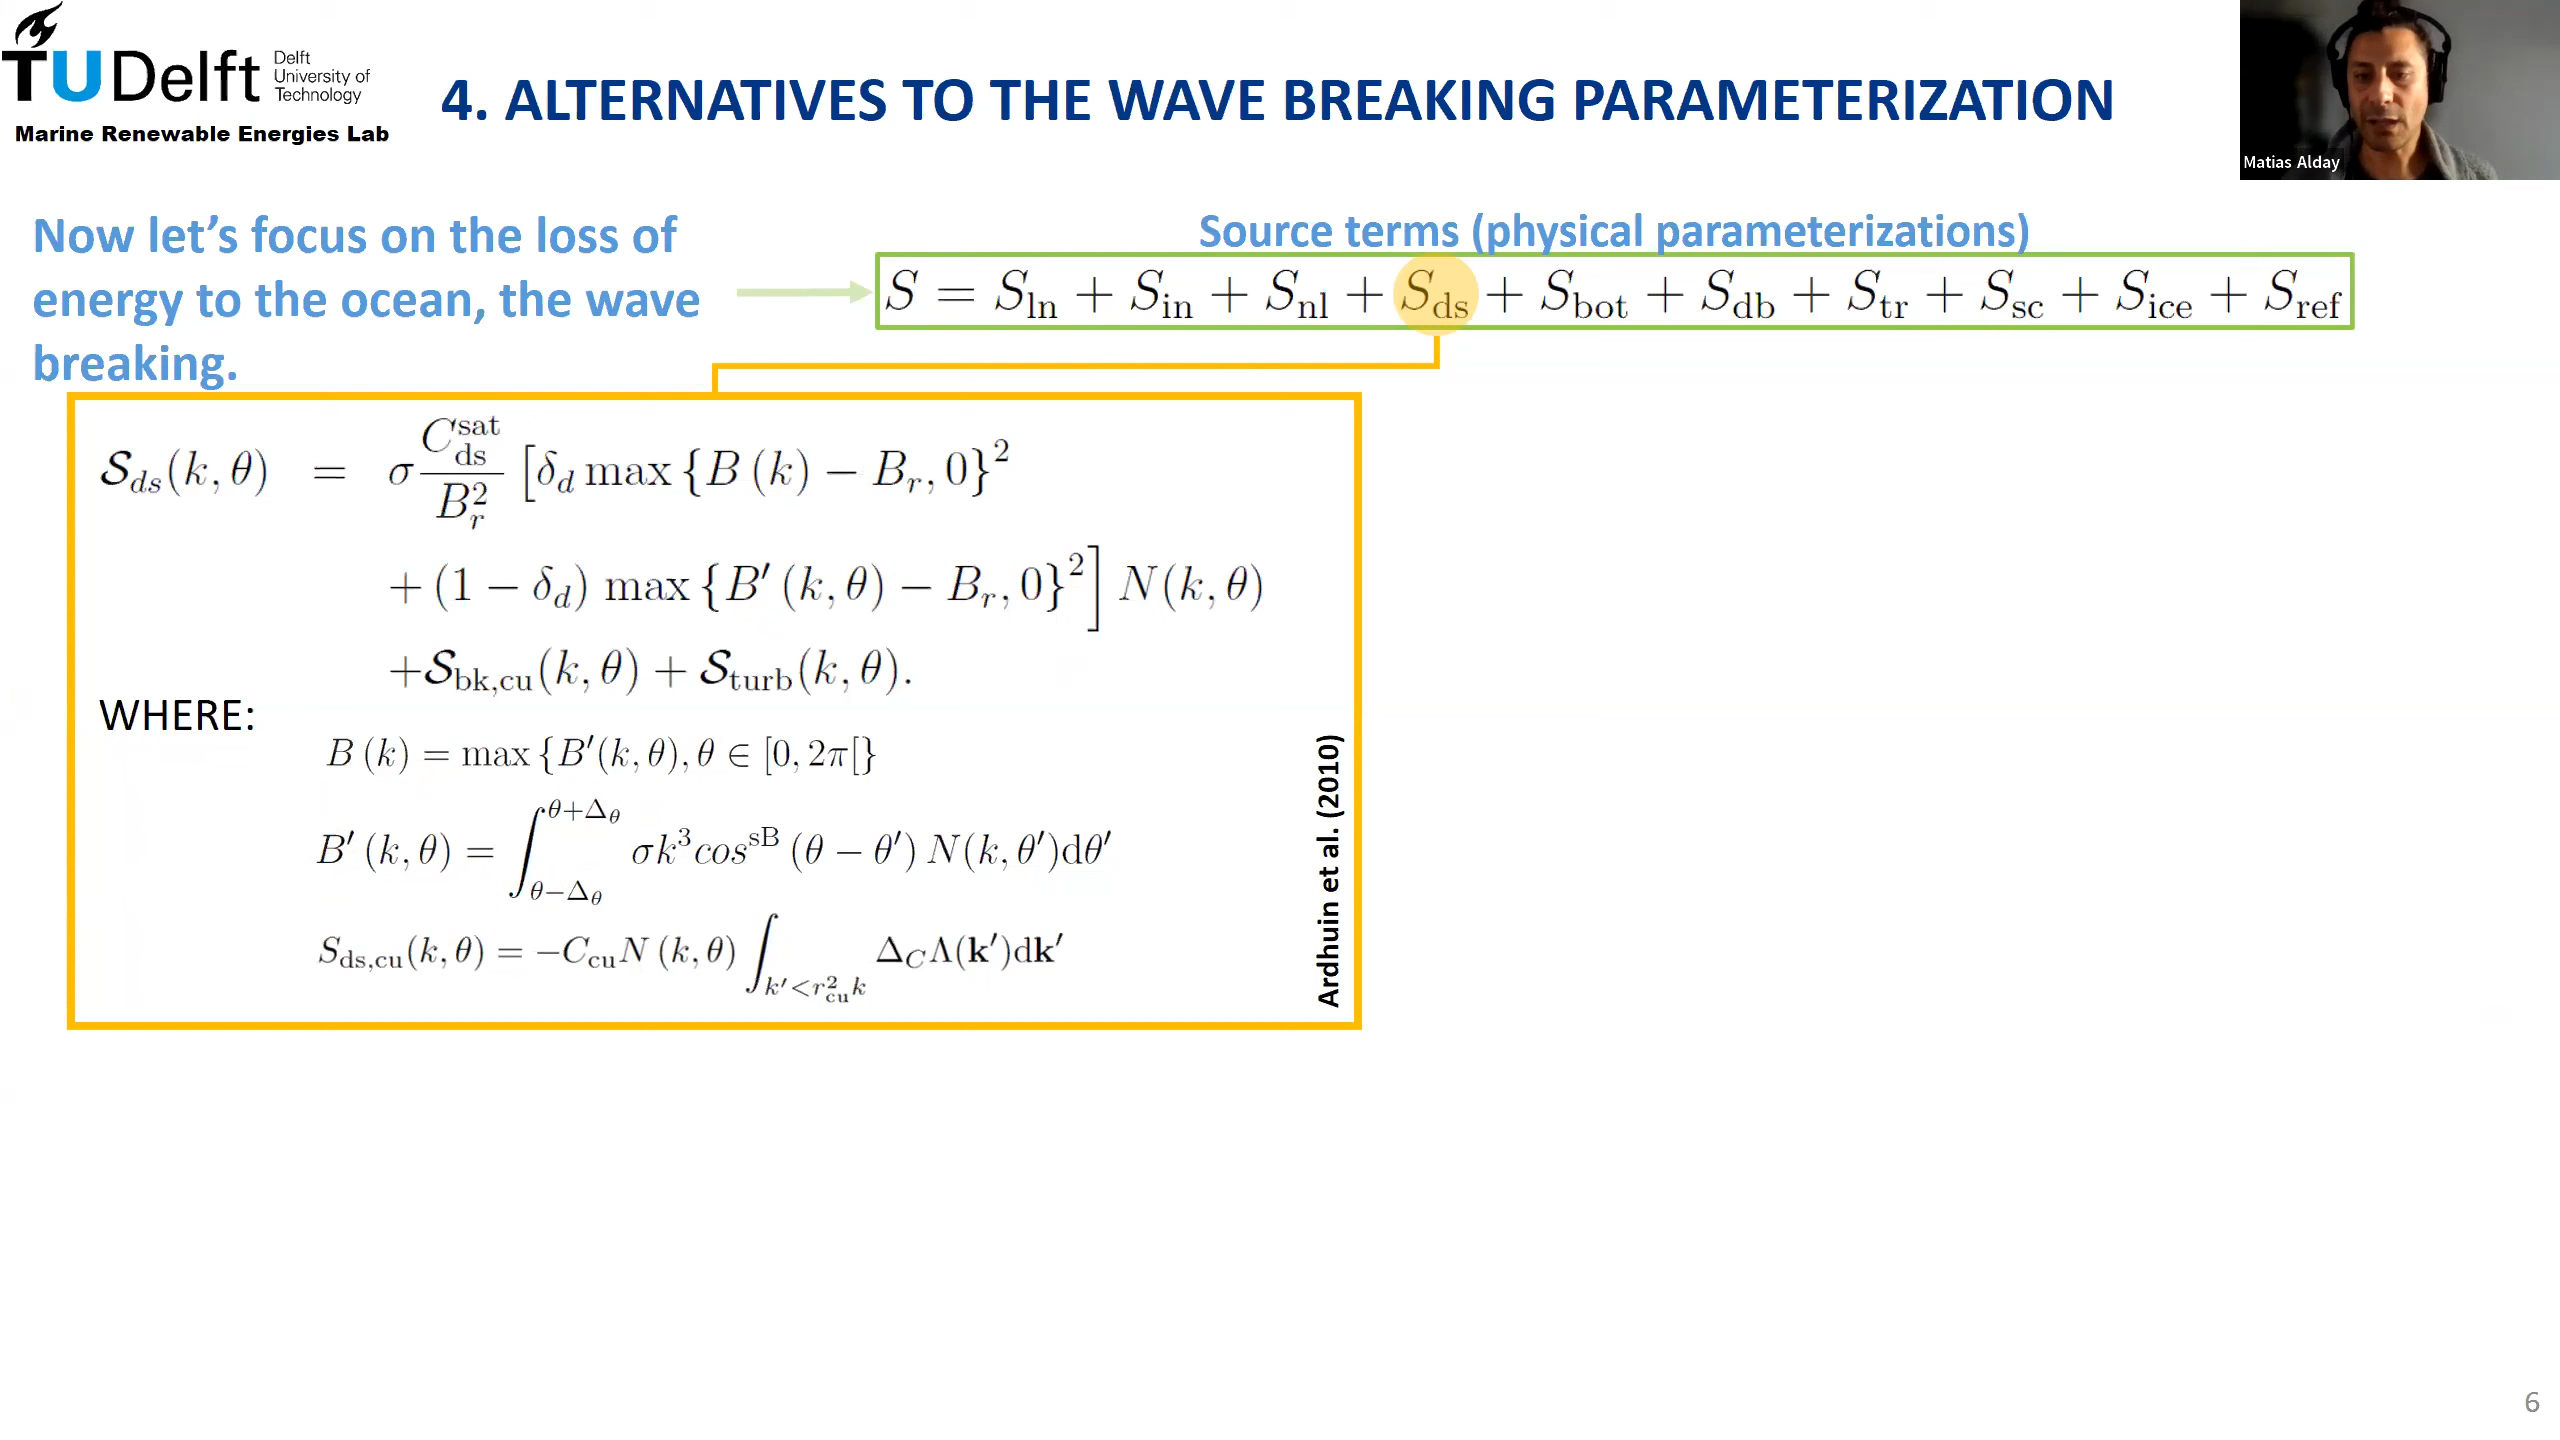 TUDelft
Delft
University of
Technology
Marine Renewable Energies Lab
4. ALTERNATIVES TO THE WAVE BREAKING PARAMETERIZATION
Matias Alday
Now let’s focus on the loss of
energy to the ocean, the wave
breaking.
Source terms (physical parameterizations)
S = S_ln + S_in + S_nl + S_ds + S_bot + S_db + S_tr + S_sc + S_ice + S_ref
S_ds(k, θ) = σ C_ds^sat / B_r^2 [δ_d max {B (k) − B_r, 0}^2
+ (1 − δ_d) max {B′ (k, θ) − B_r, 0}^2] N(k, θ)
+S_bk,cu(k, θ) + S_turb(k, θ).
WHERE:
B (k) = max {B′(k, θ), θ ∈ [0, 2π[}
B′ (k, θ) = ∫_{θ−Δ_θ}^{θ+Δ_θ} σk^3cos^sB (θ − θ′) N(k, θ′)dθ′
S_ds,cu(k, θ) = −C_cu N (k, θ) ∫_{k′<r_cu^2 k} Δ_C Λ(k′)dk′
Ardhuin et al. (2010)
6